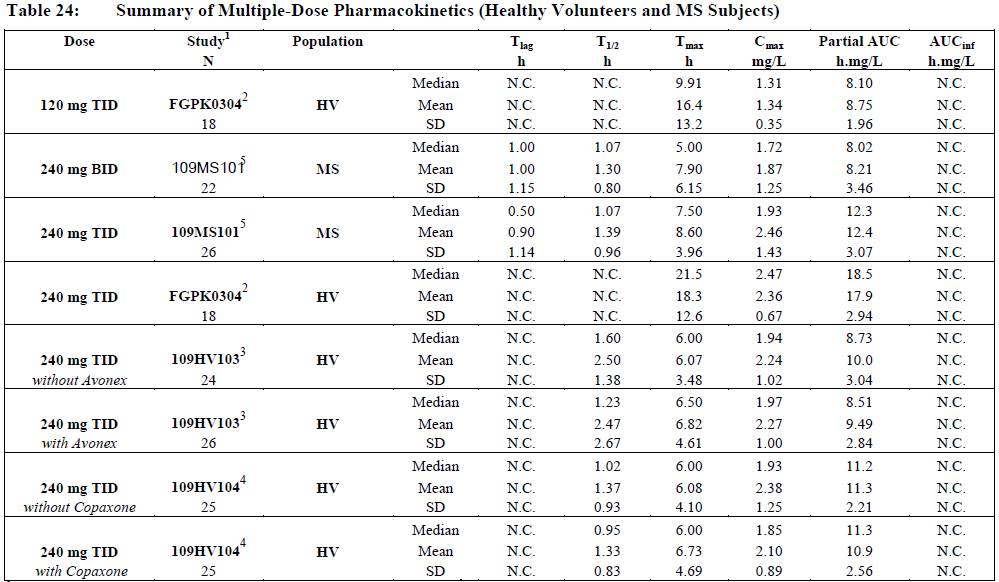 Table 24: Summary of Multiple-Dose Pharmacokinetics (Healthy Volunteers and MS Subjects)
Dose Study1 Population Tlag T1/2 Tmax Cmax Partial AUC AUCinf
N h h h mg/L h.mg/L h.mg/L
Median N.C. N.C. 9.91 1.31 8.10 N.C.
120 mg TID FGPK03042 HV Mean N.C. N.C. 16.4 1.34 8.75 N.C.
18 SD N.C. N.C. 13.2 0.35 1.96 N.C.
Median 1.00 1.07 5.00 1.72 8.02 N.C.
240 mg BID 109MS1015 MS Mean 1.00 1.30 7.90 1.87 8.21 N.C.
22 SD 1.15 0.80 6.15 1.25 3.46 N.C.
Median 0.50 1.07 7.50 1.93 12.3 N.C.
240 mg TID 109MS1015 MS Mean 0.90 1.39 8.60 2.46 12.4 N.C.
26 SD 1.14 0.96 3.96 1.43 3.07 N.C.
Median N.C. N.C. 21.5 2.47 18.5 N.C.
240 mg TID FGPK03042 HV Mean N.C. N.C. 18.3 2.36 17.9 N.C.
18 SD N.C. N.C. 12.6 0.67 2.94 N.C.
Median N.C. 1.60 6.00 1.94 8.73 N.C.
240 mg TID 109HV1033 HV Mean N.C. 2.50 6.07 2.24 10.0 N.C.
without Avonex 24 SD N.C. 1.38 3.48 1.02 3.04 N.C.
Median N.C. 1.23 6.50 1.97 8.51 N.C.
240 mg TID 109HV1033 HV Mean N.C. 2.47 6.82 2.27 9.49 N.C.
with Avonex 26 SD N.C. 2.67 4.61 1.00 2.84 N.C.
Median N.C. 1.02 6.00 1.93 11.2 N.C.
240 mg TID 109HV1044 HV Mean N.C. 1.37 6.08 2.38 11.3 N.C.
without Copaxone 25 SD N.C. 0.93 4.10 1.25 2.21 N.C.
Median N.C. 0.95 6.00 1.85 11.3 N.C.
240 mg TID 109HV1044 HV Mean N.C. 1.33 6.73 2.10 10.9 N.C.
with Copaxone 25 SD N.C. 0.83 4.69 0.89 2.56 N.C.